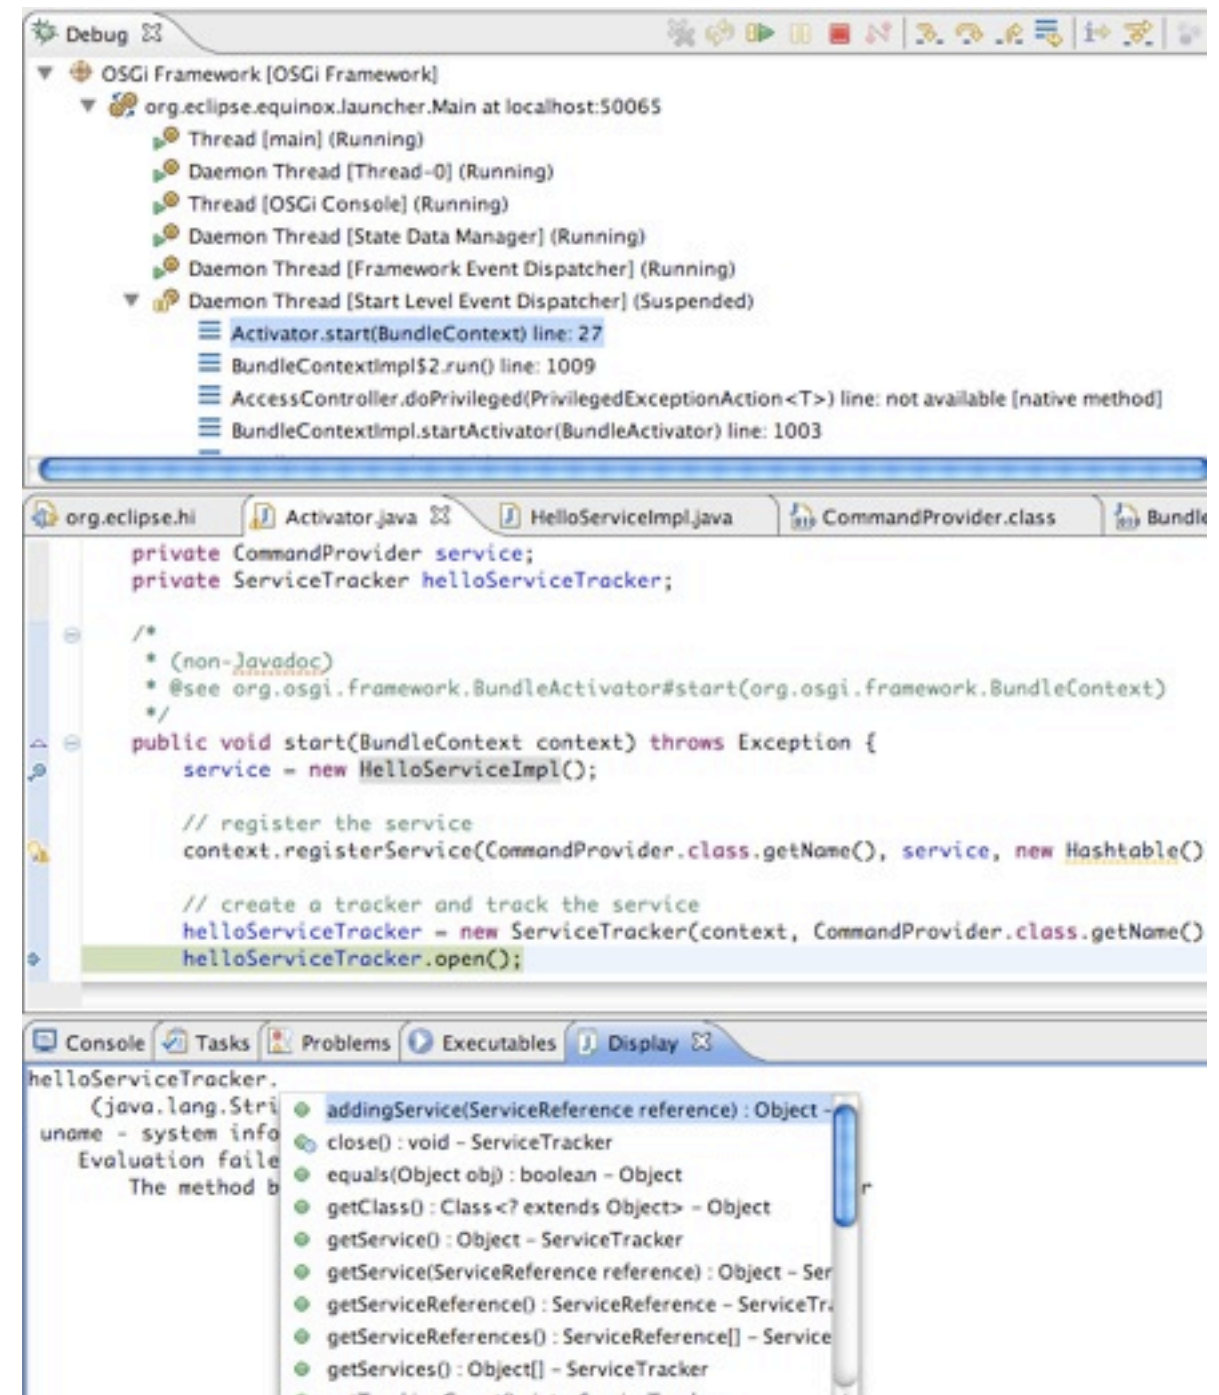 Debug
OSGi Framework [OSGi Framework]
org.eclipse.equinox.launcher.Main at localhost:50065
Thread [main] (Running)
Daemon Thread [Thread-0] (Running)
Thread [OSGi Console] (Running)
Daemon Thread [State Data Manager] (Running)
Daemon Thread [Framework Event Dispatcher] (Running)
Daemon Thread [Start Level Event Dispatcher] (Suspended)
Activator.start(BundleContext) line: 27
BundleContextImpl$2.run() line: 1009
AccessController.doPrivileged(PrivilegedExceptionAction<T>) line: not available [native method]
BundleContextImpl.startActivator(BundleActivator) line: 1003
org.eclipse.hi Activator.java HelloServiceImpl.java CommandProvider.class Bundle
private CommandProvider service;
private ServiceTracker helloServiceTracker;
/*
* (non-Javadoc)
* @see org.osgi.framework.BundleActivator#start(org.osgi.framework.BundleContext)
*/
public void start(BundleContext context) throws Exception {
service = new HelloServiceImpl();
// register the service
context.registerService(CommandProvider.class.getName(), service, new Hashtable()
// create a tracker and track the service
helloServiceTracker = new ServiceTracker(context, CommandProvider.class.getName()
helloServiceTracker.open();
Console Tasks Problems Executables Display
helloServiceTracker.
(java.lang.Stri
uname - system info
Evaluation faile
The method b r
addingService(ServiceReference reference) : Object -
close() : void - ServiceTracker
equals(Object obj) : boolean - Object
getClass() : Class<? extends Object> - Object
getService() : Object - ServiceTracker
getService(ServiceReference reference) : Object - Ser
getServiceReference() : ServiceReference - ServiceTr
getServiceReferences() : ServiceReference[] - Service
getServices() : Object[] - ServiceTracker